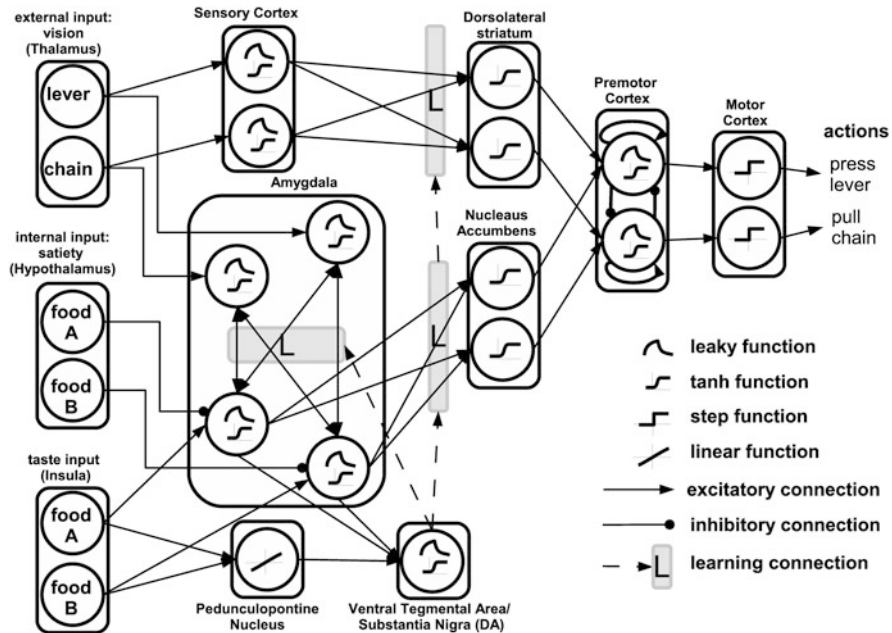 external input:
vision
(Thalamus)
lever
chain
Sensory Cortex
L
Dorsolateral
striatum
Premotor
Cortex
Motor
Cortex
actions
press
lever
pull
chain
Amygdala
L
internal input:
satiety
(Hypothalamus)
food
A
food
B
L
Nucleaus
Accumbens
taste input
(Insula)
food
A
food
B
Pedunculopontine
Nucleus
Ventral Tegmental Area/
Substantia Nigra (DA)
leaky function
tanh function
step function
linear function
excitatory connection
inhibitory connection
L
learning connection